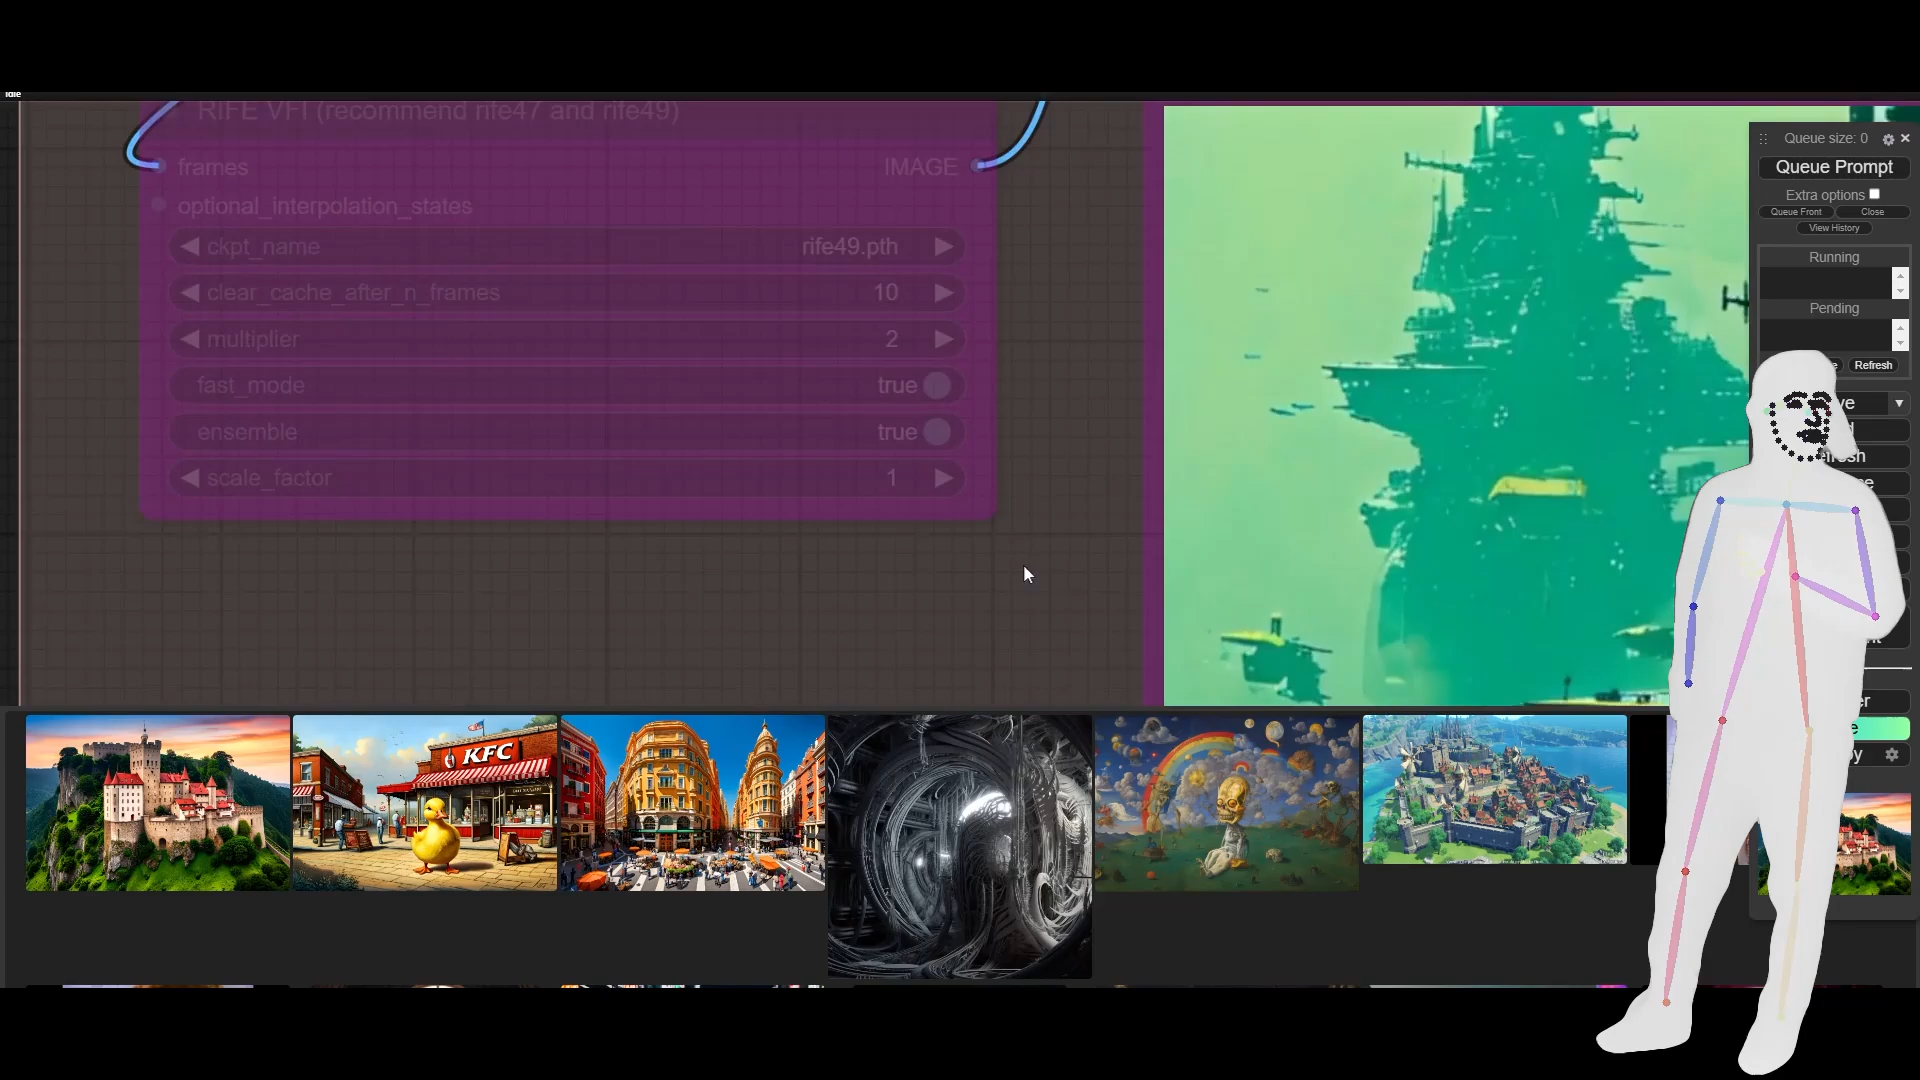 Idle
RIFE VFI (recommend rife47 and rife49)
frames
IMAGE
optional_interpolation_states
ckpt_name
rife49.pth
clear_cache_after_n_frames
10
multiplier
2
fast_mode
true
ensemble
true
scale_factor
1
Queue size: 0
Queue Prompt
Extra options
Queue Front
Close
View History
Running
Pending
Refresh
KFC